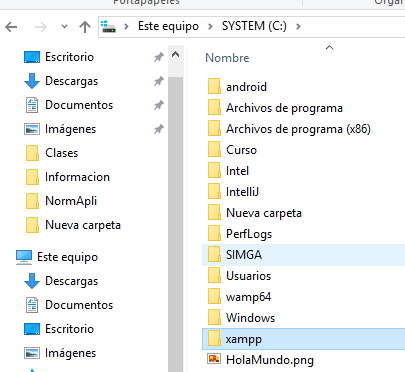 Portapapeles
Organ
Este equipo > SYSTEM (C:) >
Escritorio
Descargas
Documentos
Imágenes
Clases
Informacion
NormApli
Nueva carpeta
Este equipo
Descargas
Documentos
Escritorio
Imágenes
Nombre
android
Archivos de programa
Archivos de programa (x86)
Curso
Intel
IntelliJ
Nueva carpeta
PerfLogs
SIMGA
Usuarios
wamp64
Windows
xampp
HolaMundo.png